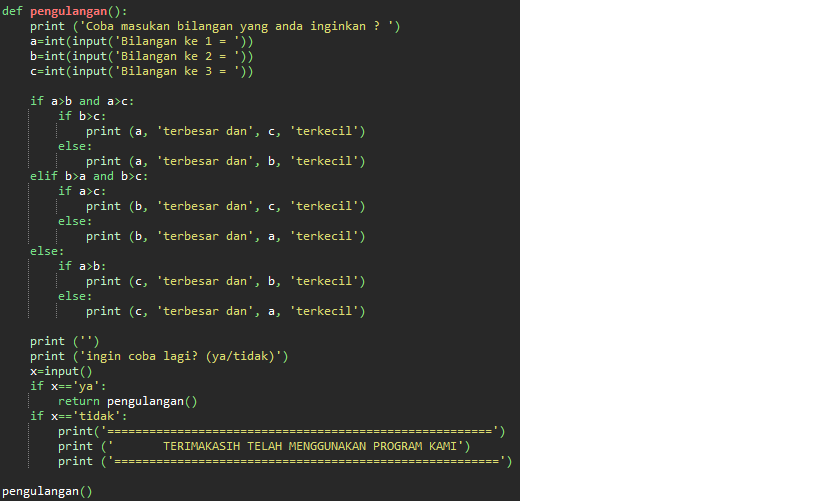 def pengulangan():
    print ('Coba masukan bilangan yang anda inginkan ? ')
    a=int(input('Bilangan ke 1 = '))
    b=int(input('Bilangan ke 2 = '))
    c=int(input('Bilangan ke 3 = '))

    if a>b and a>c:
        if b>c:
            print (a, 'terbesar dan', c, 'terkecil')
        else:
            print (a, 'terbesar dan', b, 'terkecil')
    elif b>a and b>c:
        if a>c:
            print (b, 'terbesar dan', c, 'terkecil')
        else:
            print (b, 'terbesar dan', a, 'terkecil')
    else:
        if a>b:
            print (c, 'terbesar dan', b, 'terkecil')
        else:
            print (c, 'terbesar dan', a, 'terkecil')

    print ('')
    print ('ingin coba lagi? (ya/tidak)')
    x=input()
    if x=='ya':
        return pengulangan()
    if x=='tidak':
        print('=======================================================')
        print ('       TERIMAKASIH TELAH MENGGUNAKAN PROGRAM KAMI')
        print ('=======================================================')

pengulangan()